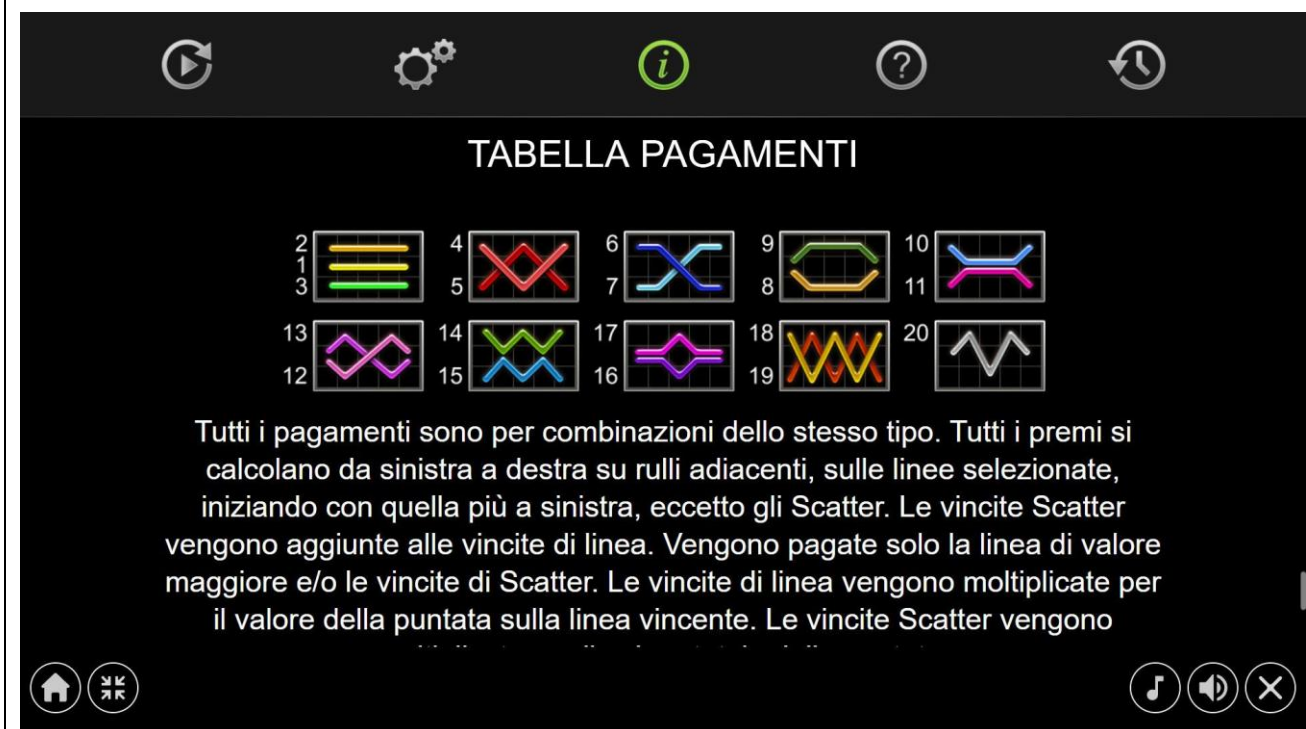 TABELLA PAGAMENTI
2 4 6 9 10
1
3 5 7 8 11
13 14 17 18 20
12 15 16 19
Tutti i pagamenti sono per combinazioni dello stesso tipo. Tutti i premi si
calcolano da sinistra a destra su rulli adiacenti, sulle linee selezionate,
iniziando con quella più a sinistra, eccetto gli Scatter. Le vincite Scatter
vengono aggiunte alle vincite di linea. Vengono pagate solo la linea di valore
maggiore e/o le vincite di Scatter. Le vincite di linea vengono moltiplicate per
il valore della puntata sulla linea vincente. Le vincite Scatter vengono